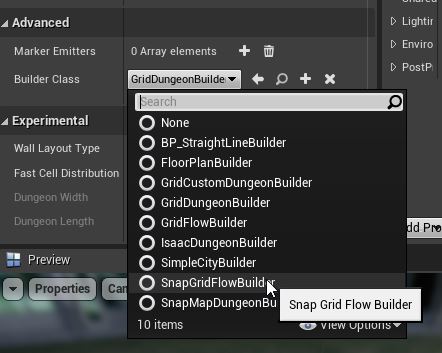 Advanced
Marker Emitters 0 Array elements
Builder Class GridDungeonBuilde
Search
None
BP_StraightLineBuilder
FloorPlanBuilder
GridCustomDungeonBuilder
GridDungeonBuilder
GridFlowBuilder
IsaacDungeonBuilder
SimpleCityBuilder
SnapGridFlowBuilder
SnapMapDungeonBu
10 items View Options
Snap Grid Flow Builder
Experimental
Wall Layout Type
Fast Cell Distribution
Dungeon Width
Dungeon Length
Preview
Properties Can
Lightin
Enviro
PostPr
dd Pro